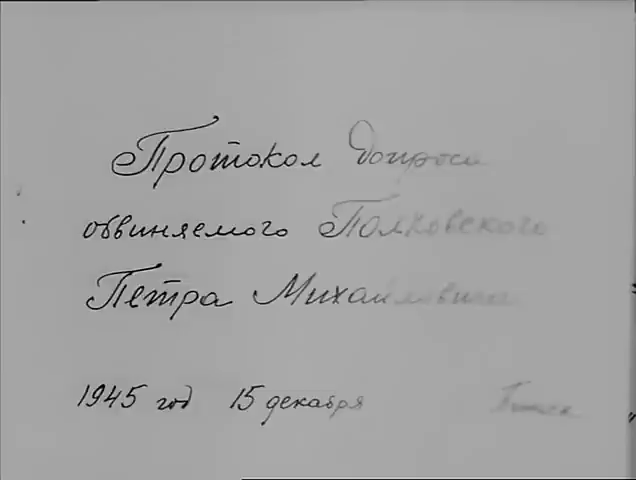 Протокол допроса
обвиняемого Полковского
Петра Михайловича
1945 год 15 декабря